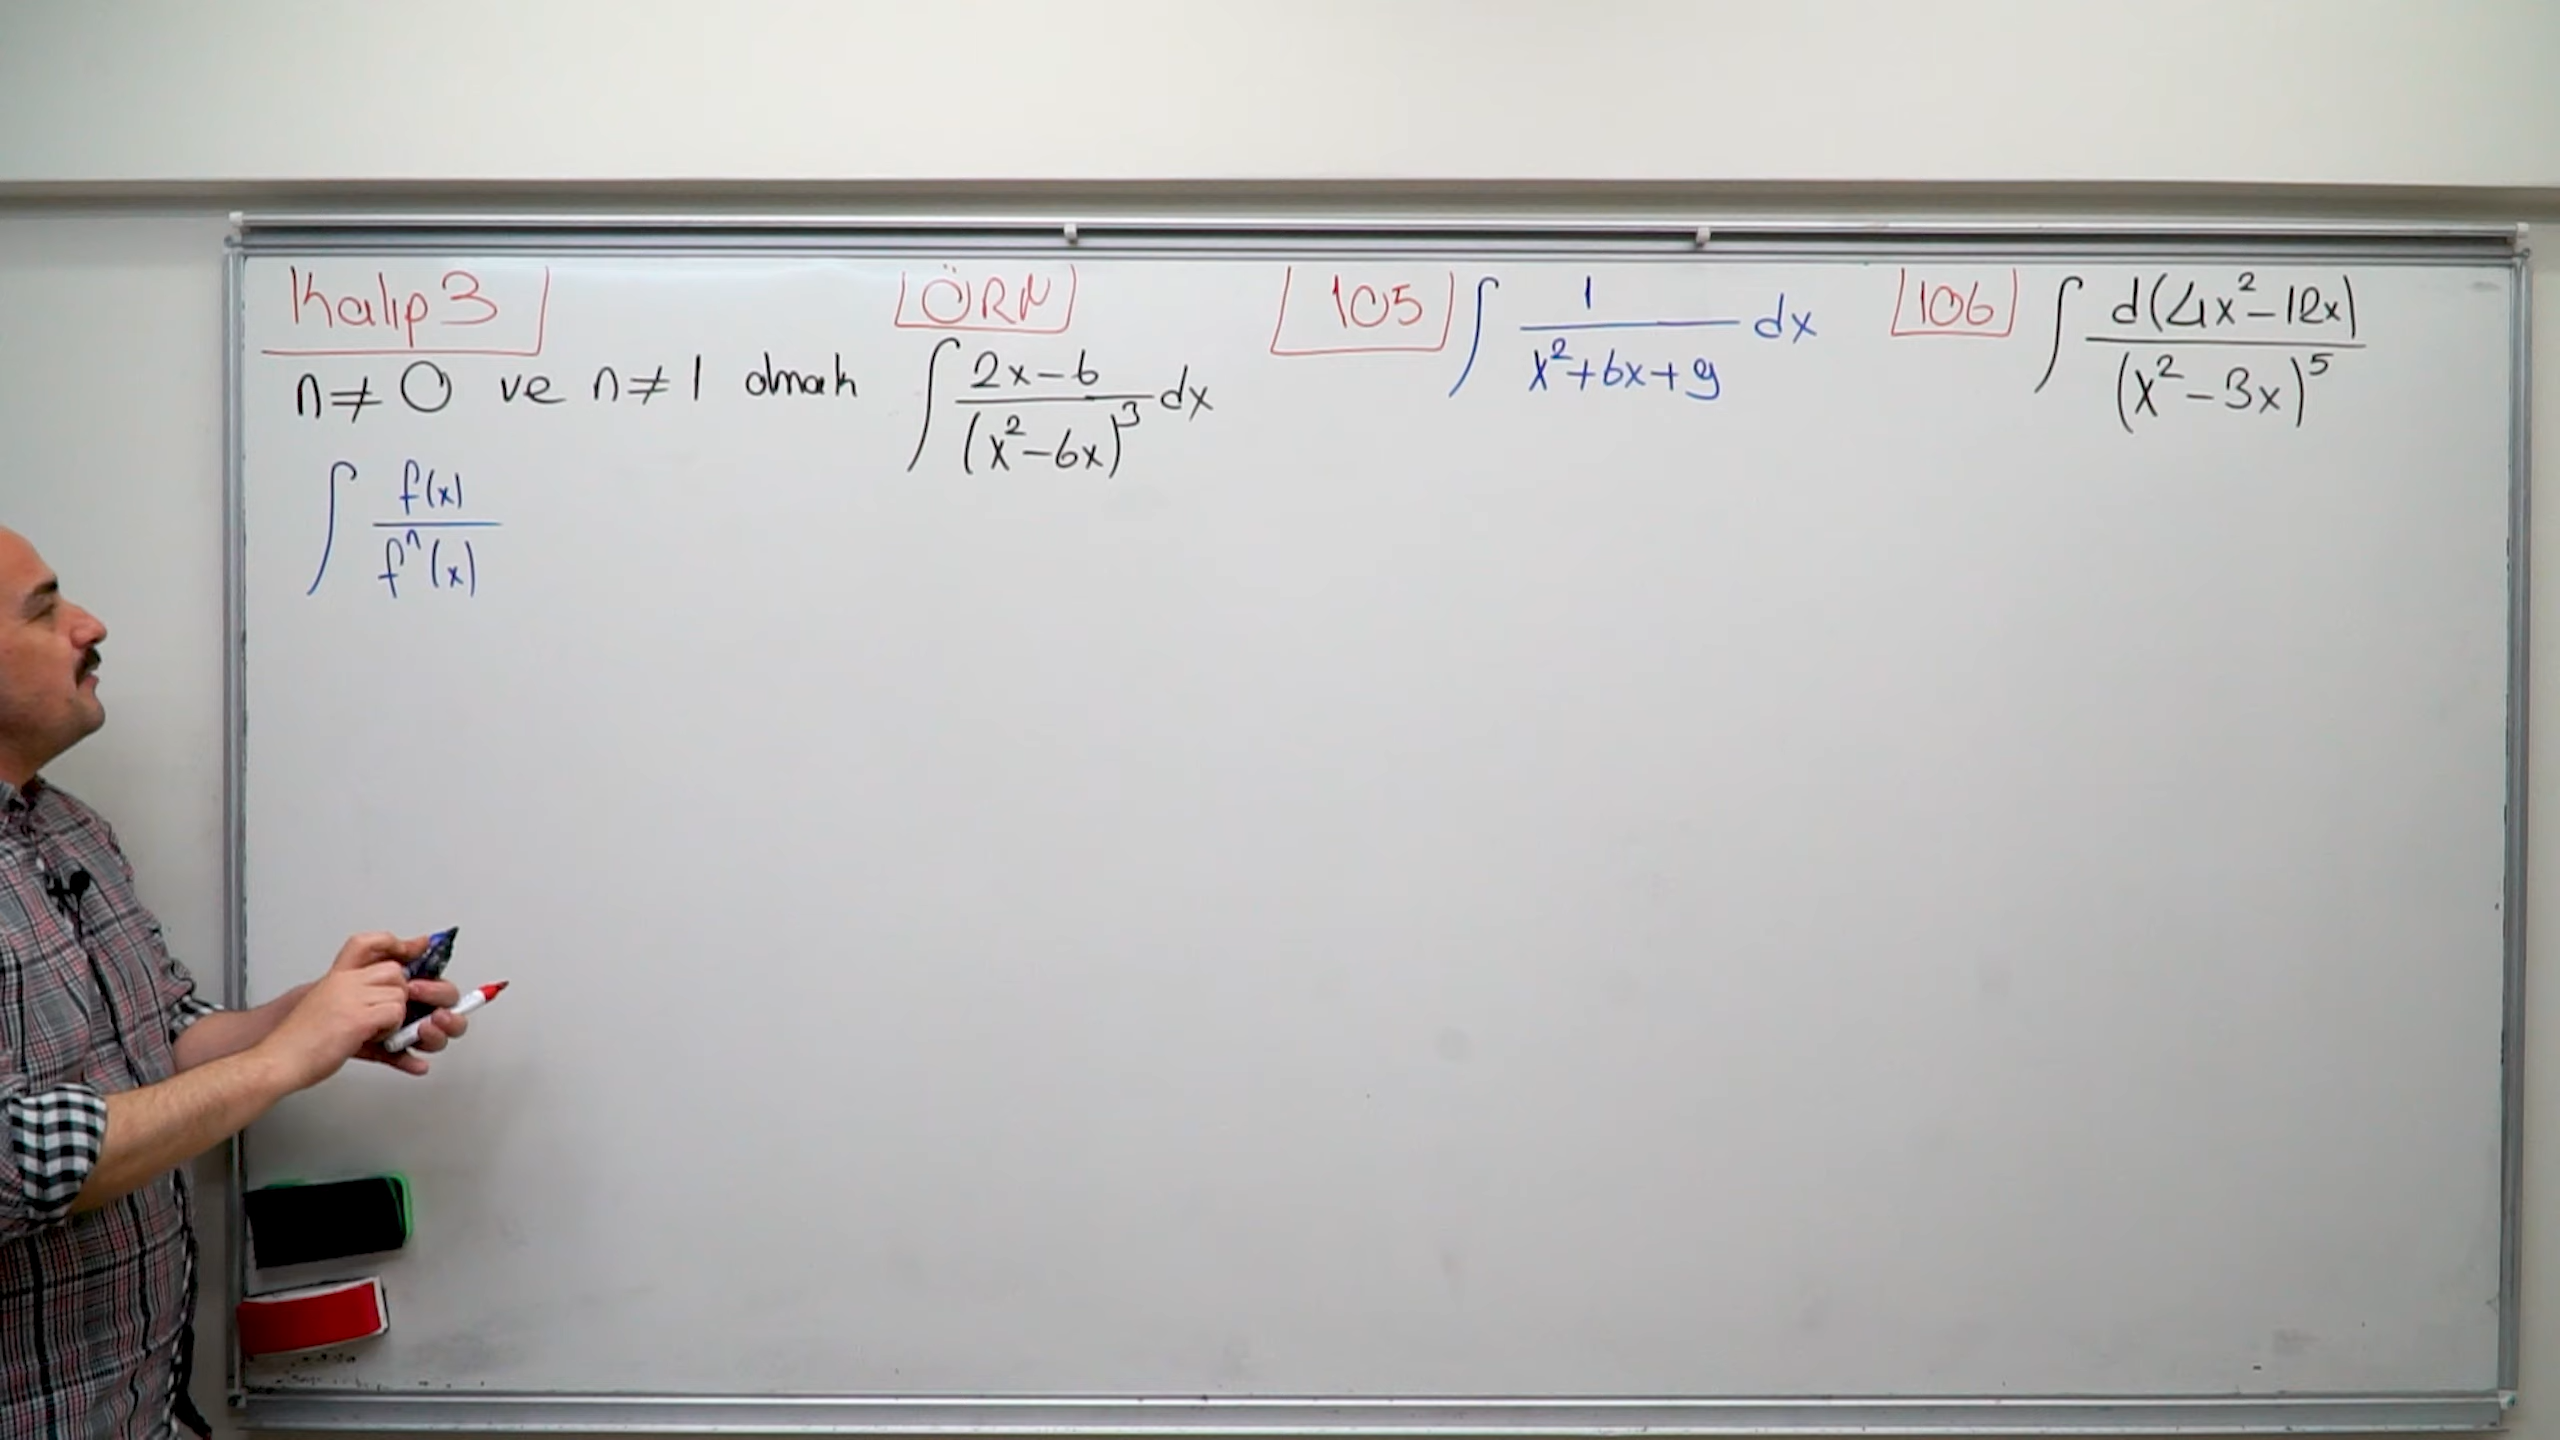 Kalıp 3
n ≠ 0 ve n ≠ 1 olmak
∫ f(x) / fⁿ(x)
ÖRN
∫ (2x-6) / (x²-6x)³ dx
105 ∫ 1 / (x²+6x+9) dx
106 ∫ d(4x²-12x) / (x²-3x)⁵